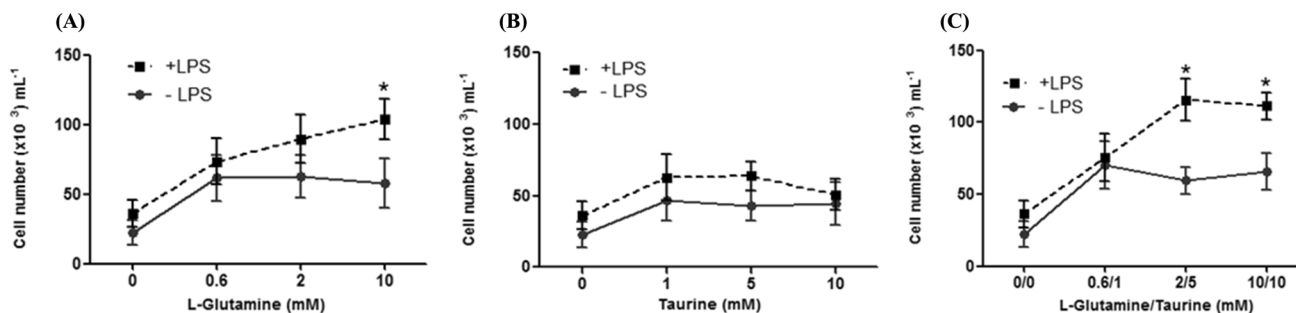 (A)
Cell number (x10 ³) mL⁻¹
150
100
50
0
+LPS
- LPS
*
0 0.6 2 10
L-Glutamine (mM)
(B)
Cell number (x10 ³) mL⁻¹
150
100
50
0
+LPS
- LPS
0 1 5 10
Taurine (mM)
(C)
Cell number (x10 ³) mL⁻¹
150
100
50
0
+LPS
- LPS
* *
0/0 0.6/1 2/5 10/10
L-Glutamine/Taurine (mM)